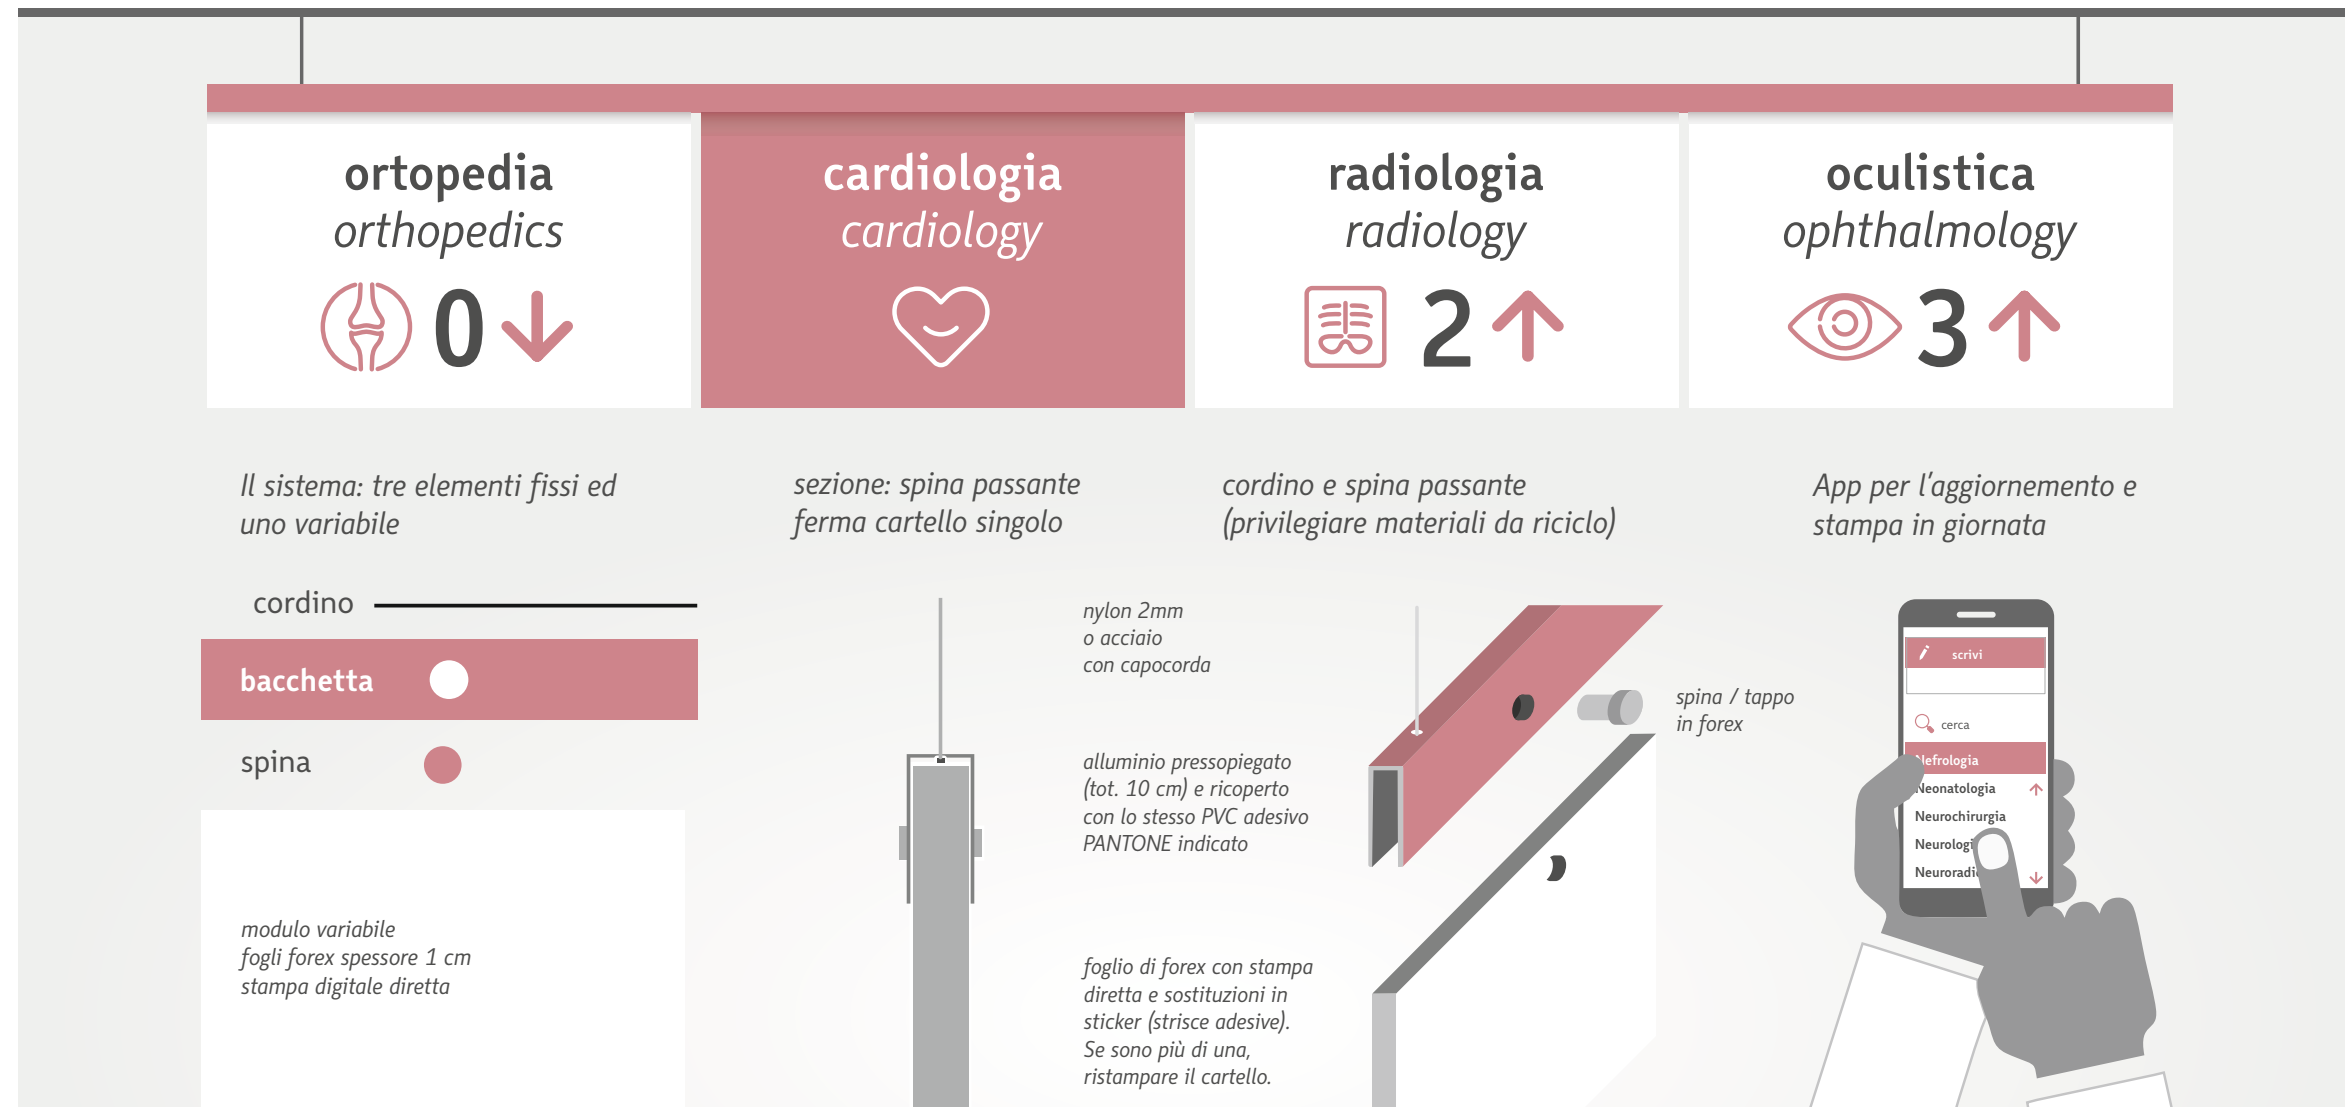 ortopedia
orthopedics
0
cardiologia
cardiology
radiologia
radiology
2
oculistica
ophthalmology
3
Il sistema: tre elementi fissi ed
uno variabile
cordino
bacchetta
spina
modulo variabile
fogli forex spessore 1 cm
stampa digitale diretta
sezione: spina passante
ferma cartello singolo
cordino e spina passante
(privilegiare materiali da riciclo)
nylon 2mm
o acciaio
con capocorda
alluminio pressopiegato
(tot. 10 cm) e ricoperto
con lo stesso PVC adesivo
PANTONE indicato
foglio di forex con stampa
diretta e sostituzioni in
sticker (strisce adesive).
Se sono più di una,
ristampare il cartello.
spina / tappo
in forex
App per l'aggiornemento e
stampa in giornata
scrivi
cerca
Nefrologia
Neonatologia
Neurochirurgia
Neurologi
Neuroradi